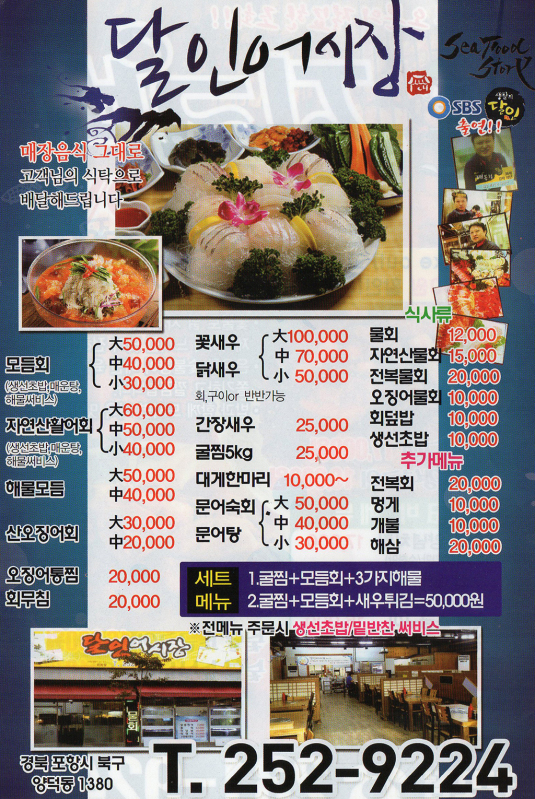 달인어시장
Sea Food
Story
SBS
생활의 달인
출연!!
매장음식 그대로
고객님의 식탁으로
배달해드립니다
모듬회
(생선초밥,매운탕,
해물써비스)
大50,000
中40,000
小30,000
자연산활어회
(생선초밥,매운탕,
해물써비스)
大60,000
中50,000
小40,000
해물모듬
大50,000
中40,000
산오징어회
大30,000
中20,000
오징어통찜 20,000
회무침 20,000
꽃새우
닭새우
大100,000
中 70,000
小 50,000
회,구이or 반반가능
간장새우 25,000
굴찜5kg 25,000
대게한마리 10,000~
문어숙회
문어탕
大 50,000
中 40,000
小 30,000
식사류
물회 12,000
자연산물회 15,000
전복물회 20,000
오징어물회 10,000
회덮밥 10,000
생선초밥 10,000
추가메뉴
전복회 20,000
멍게 10,000
개불 10,000
해삼 20,000
세트
메뉴
1.굴찜+모듬회+3가지해물
2.굴찜+모듬회+새우튀김=50,000원
※전메뉴 주문시 생선초밥/밑반찬 써비스
달인어시장
물회
경북 포항시 북구
양덕동 1380
T. 252-9224